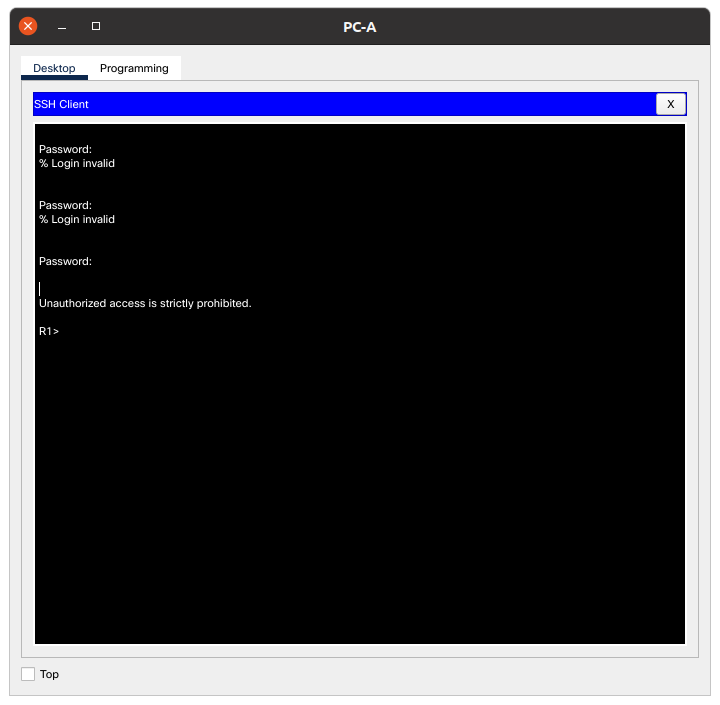 PC-A
Desktop Programming
SSH Client X
Password:
% Login invalid
Password:
% Login invalid
Password:
Unauthorized access is strictly prohibited.
R1>
Top